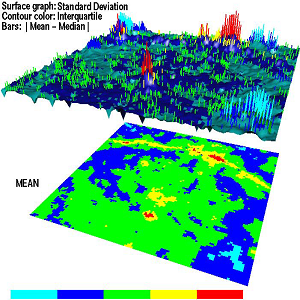 Surface graph: Standard Deviation
Contour color: Interquartile
Bars: | Mean – Median |
MEAN